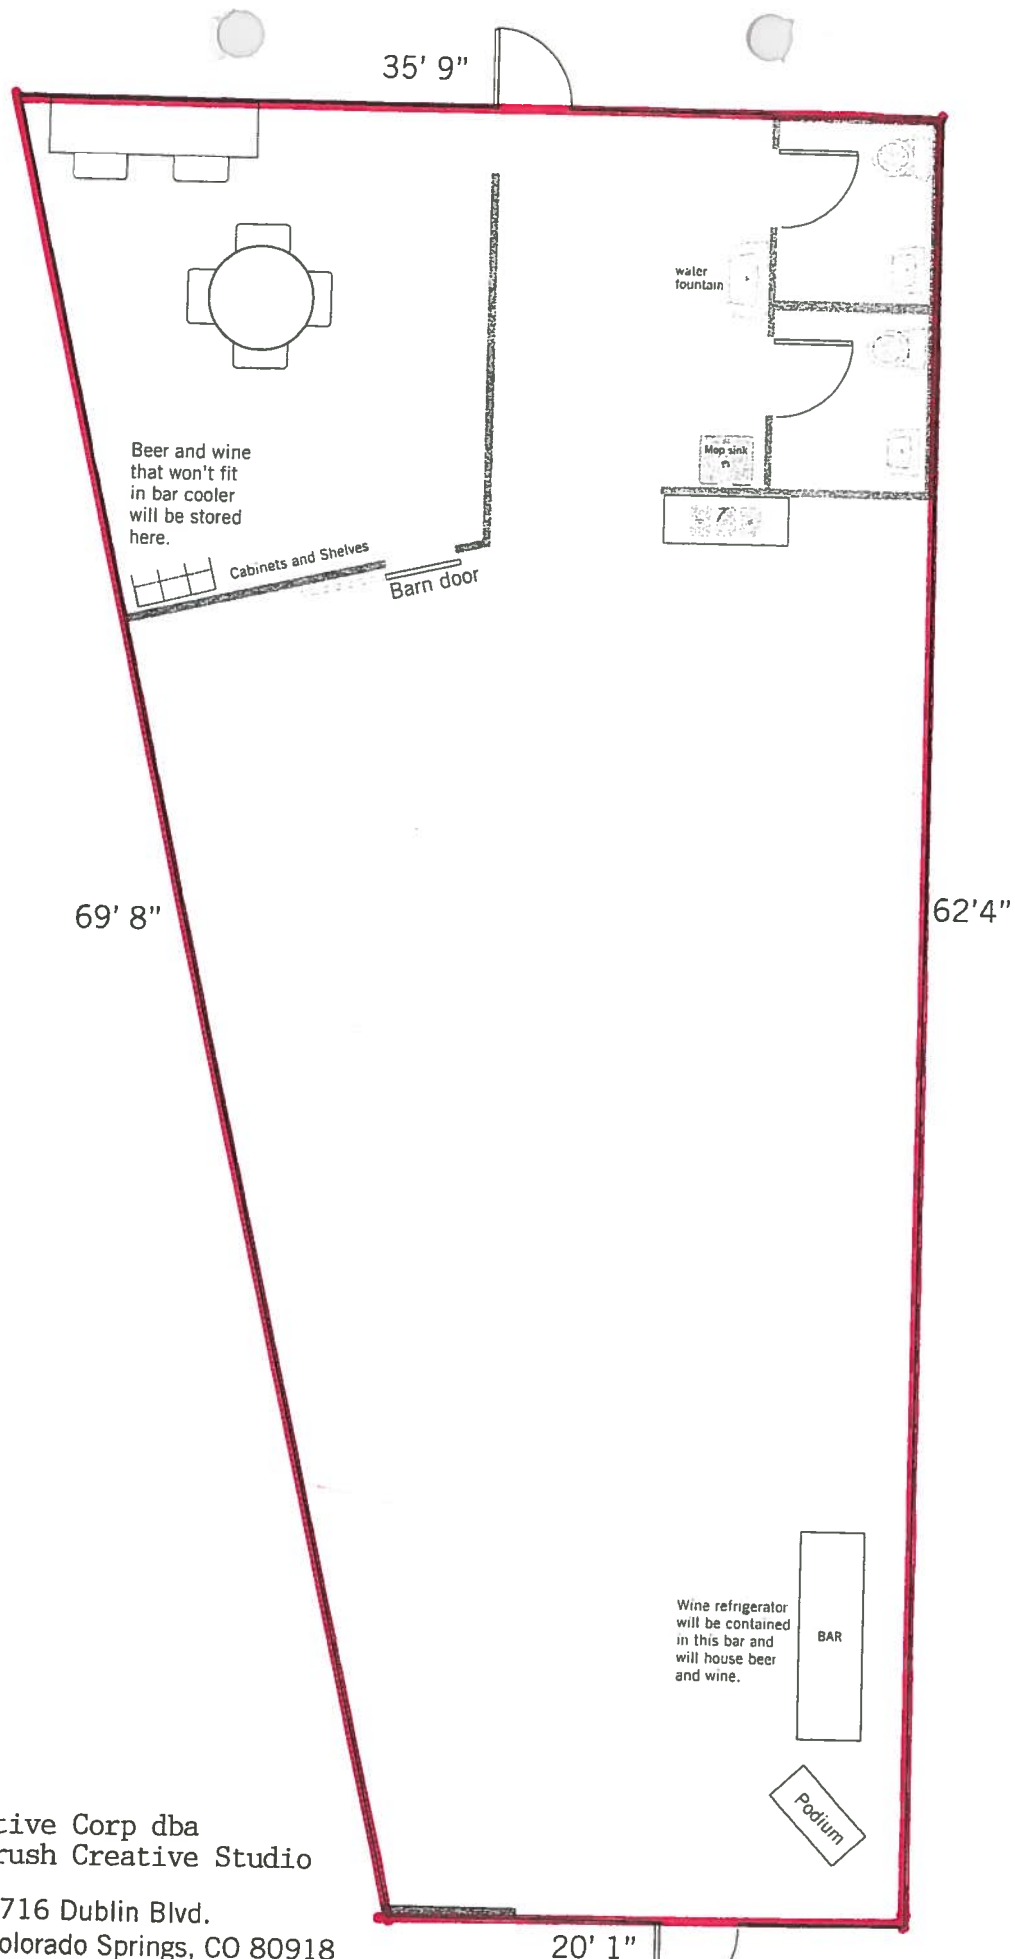 35' 9"
water
fountain
Mop sink
Beer and wine
that won't fit
in bar cooler
will be stored
here.
Cabinets and Shelves
Barn door
69' 8"
62'4"
Wine refrigerator
will be contained
in this bar and
will house beer
and wine.
BAR
Podium
tive Corp dba
rush Creative Studio
716 Dublin Blvd.
olorado Springs, CO 80918
20' 1"